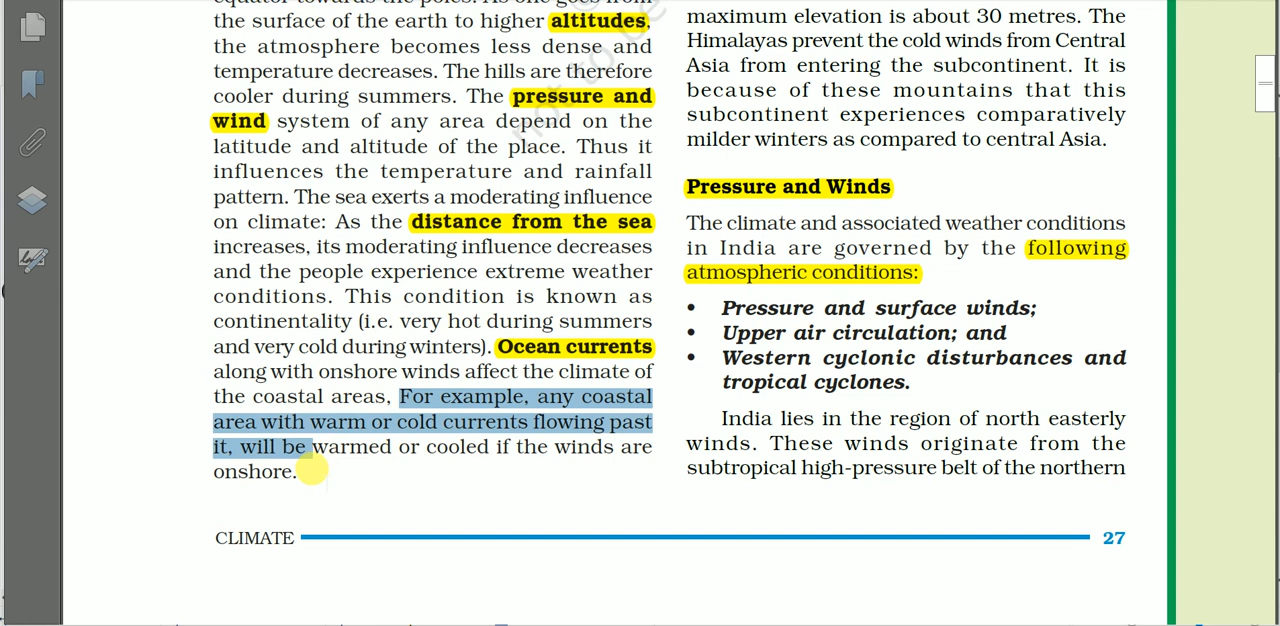 equator towards the poles. As one goes from
the surface of the earth to higher altitudes,
the atmosphere becomes less dense and
temperature decreases. The hills are therefore
cooler during summers. The pressure and
wind system of any area depend on the
latitude and altitude of the place. Thus it
influences the temperature and rainfall
pattern. The sea exerts a moderating influence
on climate: As the distance from the sea
increases, its moderating influence decreases
and the people experience extreme weather
conditions. This condition is known as
continentality (i.e. very hot during summers
and very cold during winters). Ocean currents
along with onshore winds affect the climate of
the coastal areas, For example, any coastal
area with warm or cold currents flowing past
it, will be warmed or cooled if the winds are
onshore.
maximum elevation is about 30 metres. The
Himalayas prevent the cold winds from Central
Asia from entering the subcontinent. It is
because of these mountains that this
subcontinent experiences comparatively
milder winters as compared to central Asia.
Pressure and Winds
The climate and associated weather conditions
in India are governed by the following
atmospheric conditions:
• Pressure and surface winds;
• Upper air circulation; and
• Western cyclonic disturbances and
tropical cyclones.
India lies in the region of north easterly
winds. These winds originate from the
subtropical high-pressure belt of the northern
CLIMATE
27
not to be